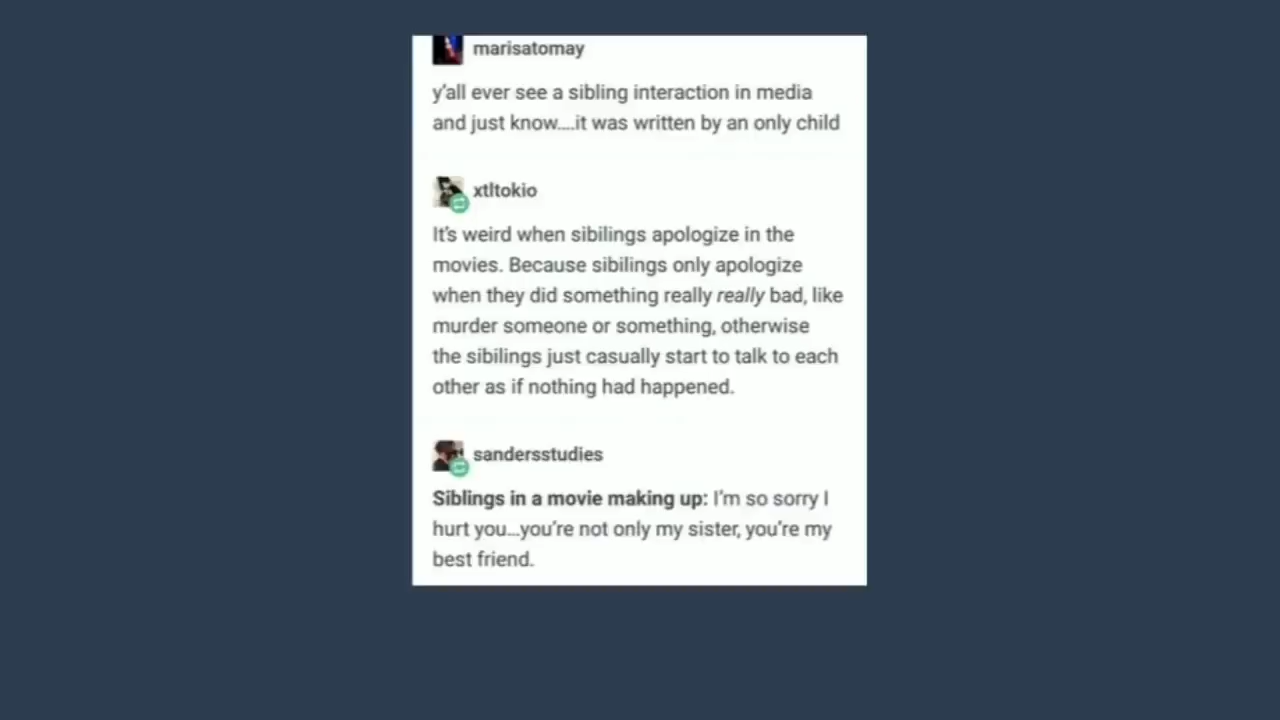 marisatomay
y'all ever see a sibling interaction in media
and just know....it was written by an only child
xtltokio
It's weird when sibilings apologize in the
movies. Because sibilings only apologize
when they did something really really bad, like
murder someone or something, otherwise
the sibilings just casually start to talk to each
other as if nothing had happened.
sandersstudies
Siblings in a movie making up: I'm so sorry I
hurt you...you're not only my sister, you're my
best friend.